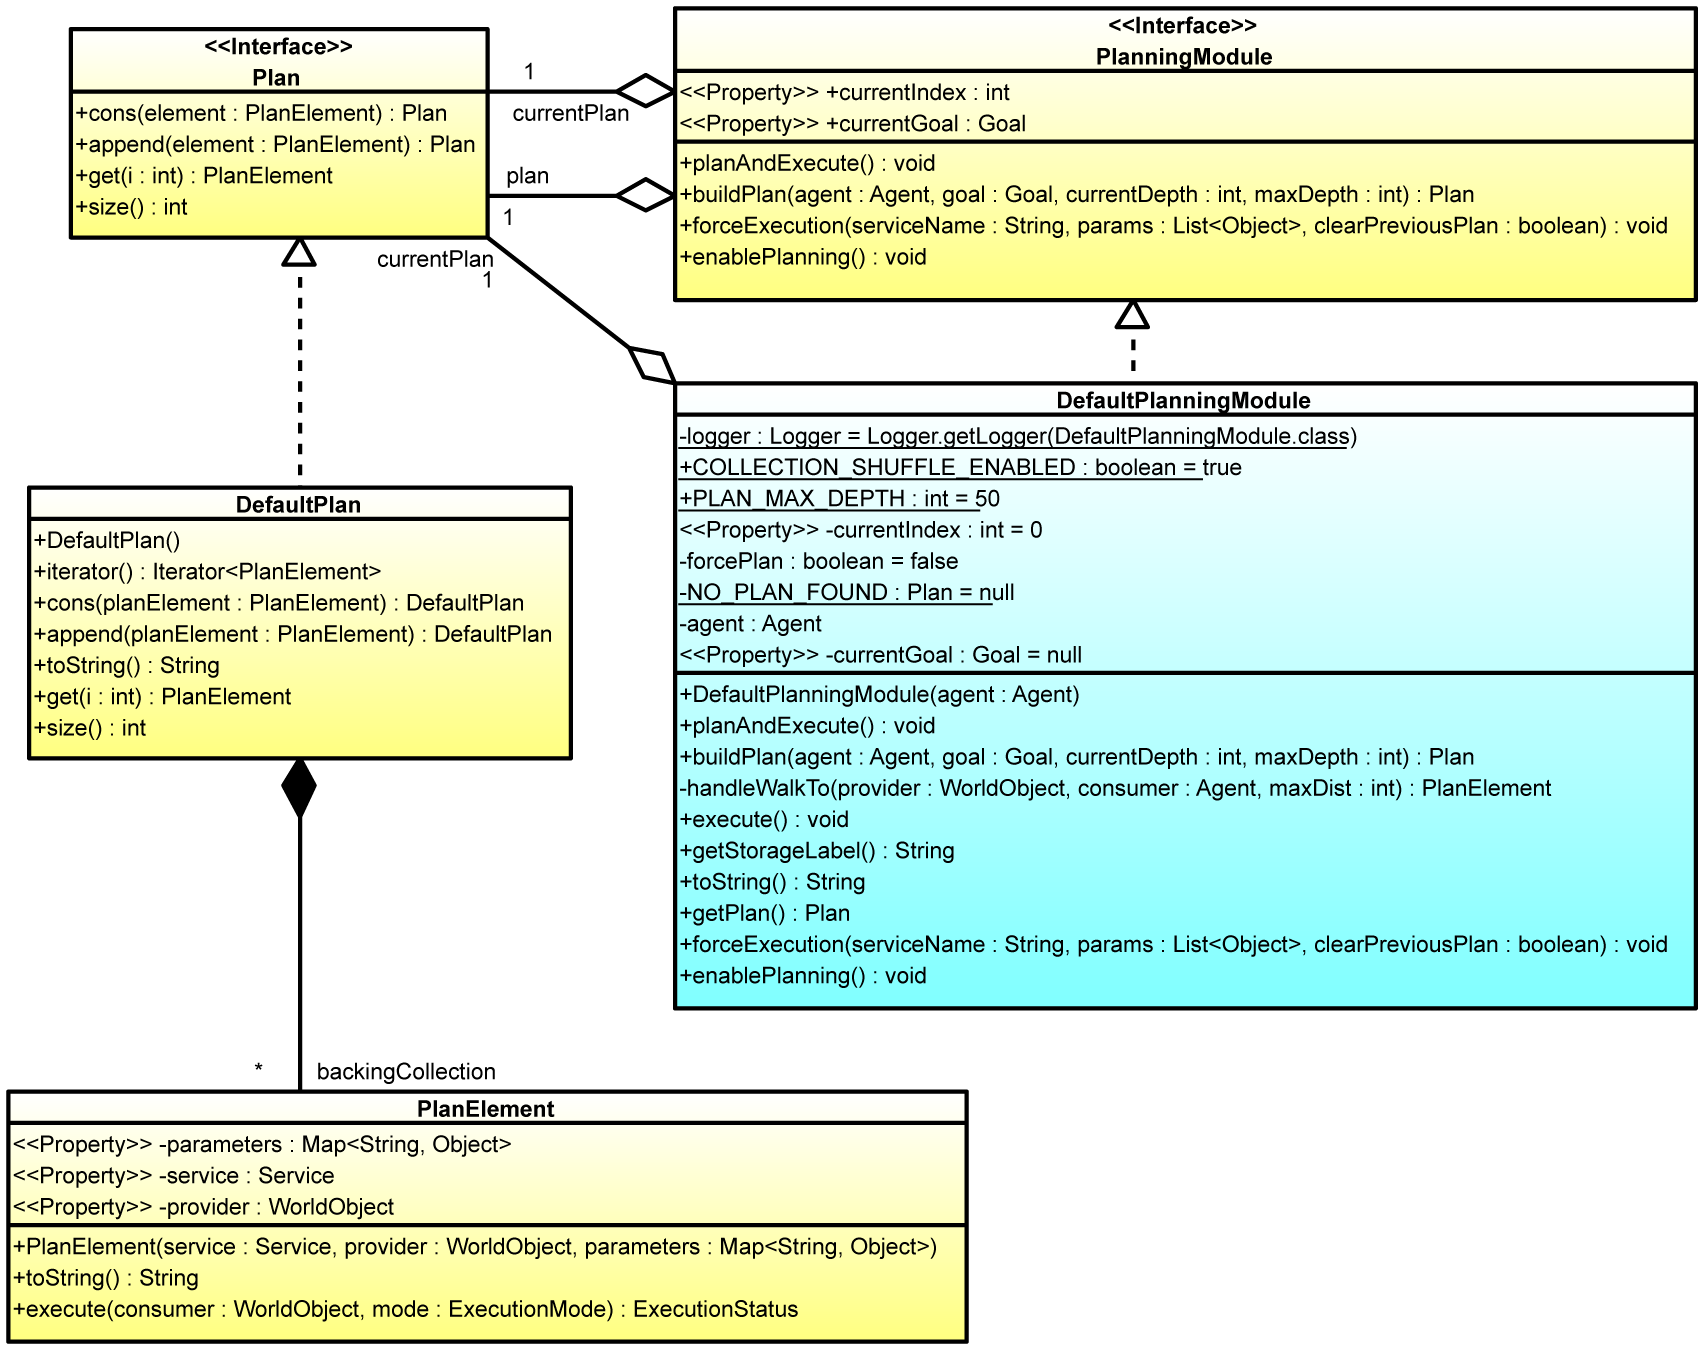 <<Interface>>
Plan
+cons(element : PlanElement) : Plan
+append(element : PlanElement) : Plan
+get(i : int) : PlanElement
+size() : int
1
currentPlan
plan
1
currentPlan
1
<<Interface>>
PlanningModule
<<Property>> +currentIndex : int
<<Property>> +currentGoal : Goal
+planAndExecute() : void
+buildPlan(agent : Agent, goal : Goal, currentDepth : int, maxDepth : int) : Plan
+forceExecution(serviceName : String, params : List<Object>, clearPreviousPlan : boolean) : void
+enablePlanning() : void
DefaultPlanningModule
-logger : Logger = Logger.getLogger(DefaultPlanningModule.class)
+COLLECTION_SHUFFLE_ENABLED : boolean = true
+PLAN_MAX_DEPTH : int = 50
<<Property>> -currentIndex : int = 0
-forcePlan : boolean = false
-NO_PLAN_FOUND : Plan = null
-agent : Agent
<<Property>> -currentGoal : Goal = null
+DefaultPlanningModule(agent : Agent)
+planAndExecute() : void
+buildPlan(agent : Agent, goal : Goal, currentDepth : int, maxDepth : int) : Plan
-handleWalkTo(provider : WorldObject, consumer : Agent, maxDist : int) : PlanElement
+execute() : void
+getStorageLabel() : String
+toString() : String
+getPlan() : Plan
+forceExecution(serviceName : String, params : List<Object>, clearPreviousPlan : boolean) : void
+enablePlanning() : void
DefaultPlan
+DefaultPlan()
+iterator() : Iterator<PlanElement>
+cons(planElement : PlanElement) : DefaultPlan
+append(planElement : PlanElement) : DefaultPlan
+toString() : String
+get(i : int) : PlanElement
+size() : int
* backingCollection
PlanElement
<<Property>> -parameters : Map<String, Object>
<<Property>> -service : Service
<<Property>> -provider : WorldObject
+PlanElement(service : Service, provider : WorldObject, parameters : Map<String, Object>)
+toString() : String
+execute(consumer : WorldObject, mode : ExecutionMode) : ExecutionStatus